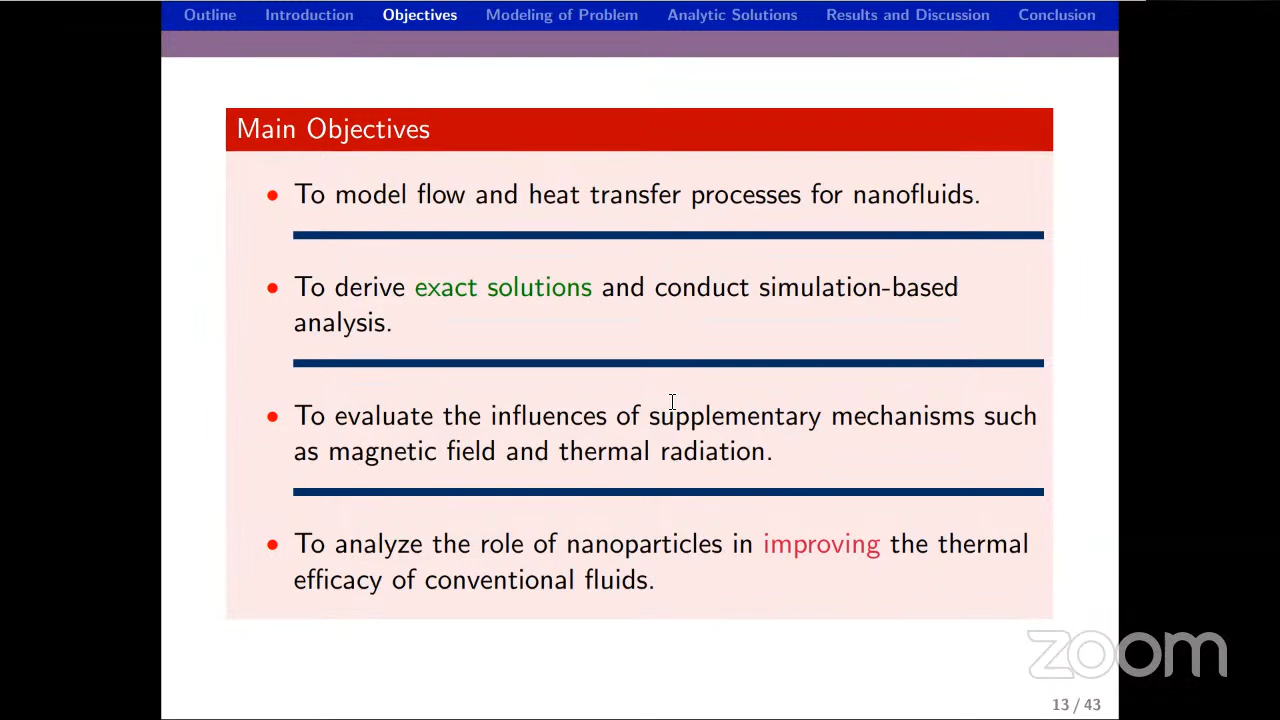 Outline Introduction Objectives Modeling of Problem Analytic Solutions Results and Discussion Conclusion
Main Objectives
• To model flow and heat transfer processes for nanofluids.
• To derive exact solutions and conduct simulation-based
analysis.
• To evaluate the influences of supplementary mechanisms such
as magnetic field and thermal radiation.
• To analyze the role of nanoparticles in improving the thermal
efficacy of conventional fluids.
zoom
13 / 43